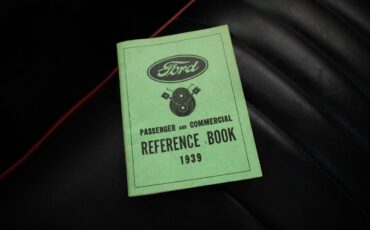 Ford
PASSENGER AND COMMERCIAL
REFERENCE BOOK
1939